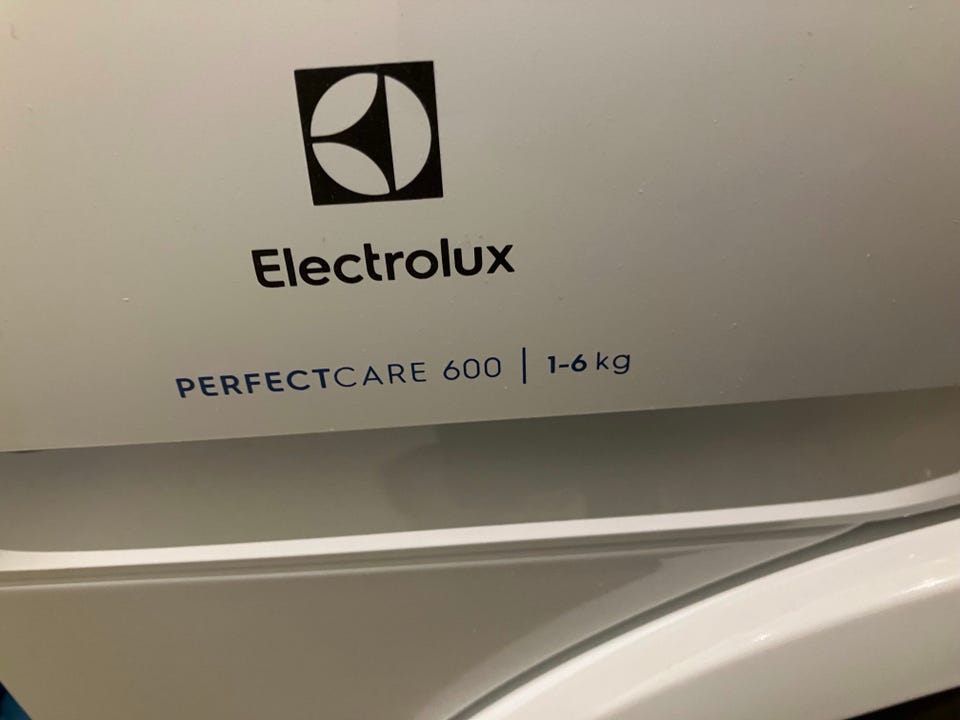 Electrolux
PERFECTCARE 600 | 1-6 kg